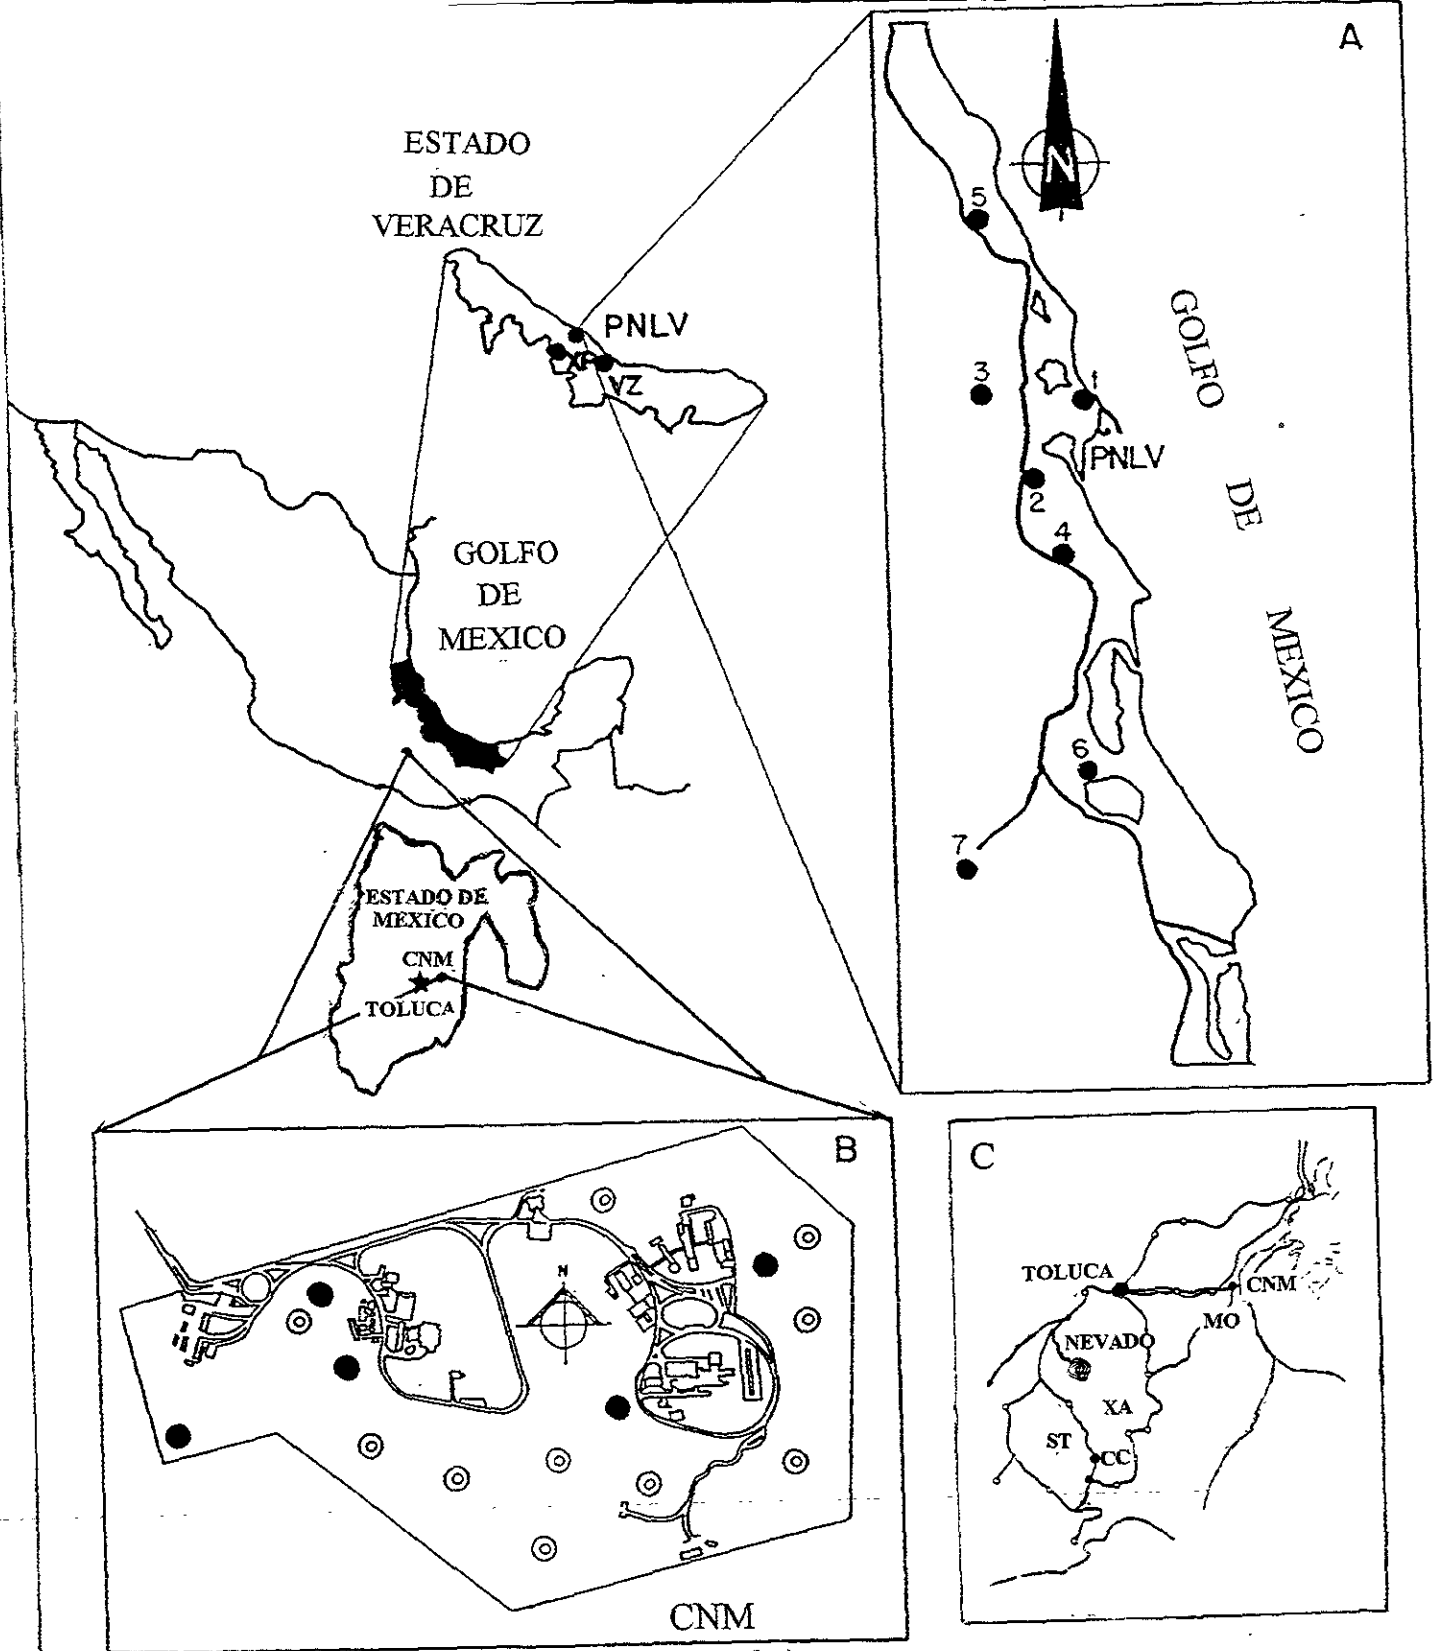 A
ESTADO
DE
VERACRUZ
N
5
PNLV
VZ
GOLFO
DE
MEXICO
3
1
PNLV
2
4
GOLFO
DE
MEXICO
6
7
ESTADO DE
MEXICO
CNM
TOLUCA
B
N
CNM
C
TOLUCA
CNM
MO
NEVADO
XA
ST
CC